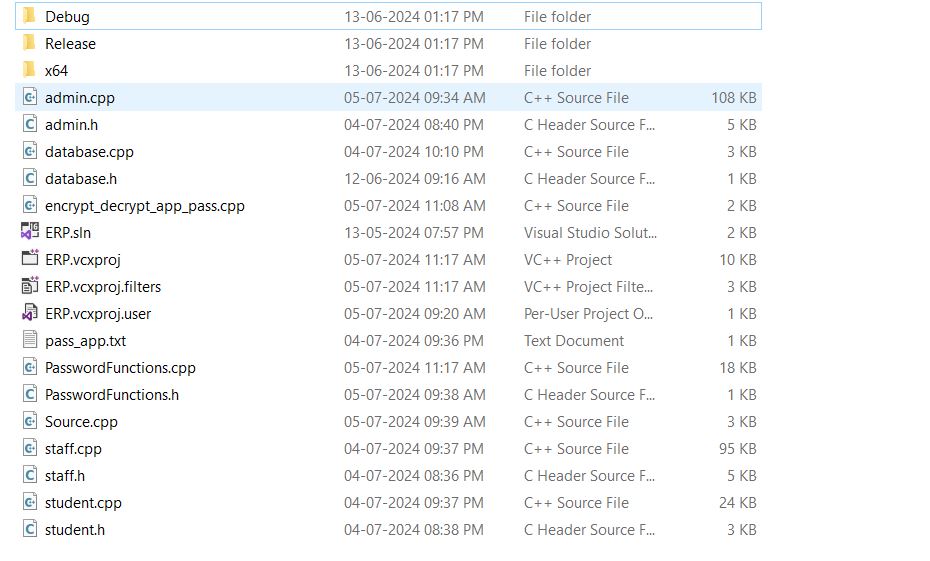 Debug 13-06-2024 01:17 PM File folder
Release 13-06-2024 01:17 PM File folder
x64 13-06-2024 01:17 PM File folder
admin.cpp 05-07-2024 09:34 AM C++ Source File 108 KB
admin.h 04-07-2024 08:40 PM C Header Source F... 5 KB
database.cpp 04-07-2024 10:10 PM C++ Source File 3 KB
database.h 12-06-2024 09:16 AM C Header Source F... 1 KB
encrypt_decrypt_app_pass.cpp 05-07-2024 11:08 AM C++ Source File 2 KB
ERP.sln 13-05-2024 07:57 PM Visual Studio Solut... 2 KB
ERP.vcxproj 05-07-2024 11:17 AM VC++ Project 10 KB
ERP.vcxproj.filters 05-07-2024 11:17 AM VC++ Project Filte... 3 KB
ERP.vcxproj.user 05-07-2024 09:20 AM Per-User Project O... 1 KB
pass_app.txt 04-07-2024 09:36 PM Text Document 1 KB
PasswordFunctions.cpp 05-07-2024 11:17 AM C++ Source File 18 KB
PasswordFunctions.h 05-07-2024 09:38 AM C Header Source F... 1 KB
Source.cpp 05-07-2024 09:39 AM C++ Source File 3 KB
staff.cpp 04-07-2024 09:37 PM C++ Source File 95 KB
staff.h 04-07-2024 08:36 PM C Header Source F... 5 KB
student.cpp 04-07-2024 09:37 PM C++ Source File 24 KB
student.h 04-07-2024 08:38 PM C Header Source F... 3 KB